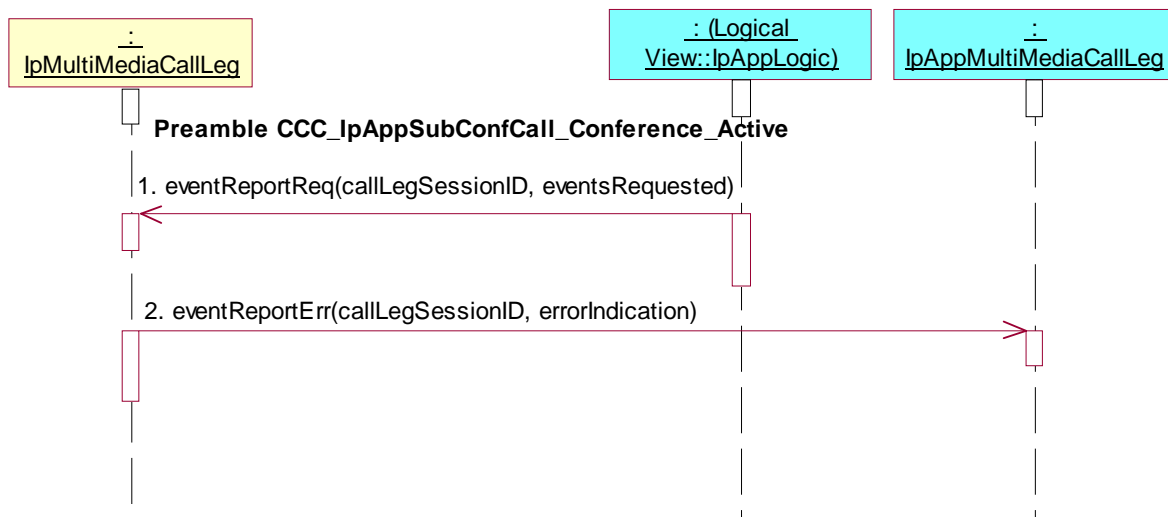 :
IpMultiMediaCallLeg
: (Logical
View::IpAppLogic)
:
IpAppMultiMediaCallLeg
Preamble CCC_IpAppSubConfCall_Conference_Active
1. eventReportReq(callLegSessionID, eventsRequested)
2. eventReportErr(callLegSessionID, errorIndication)